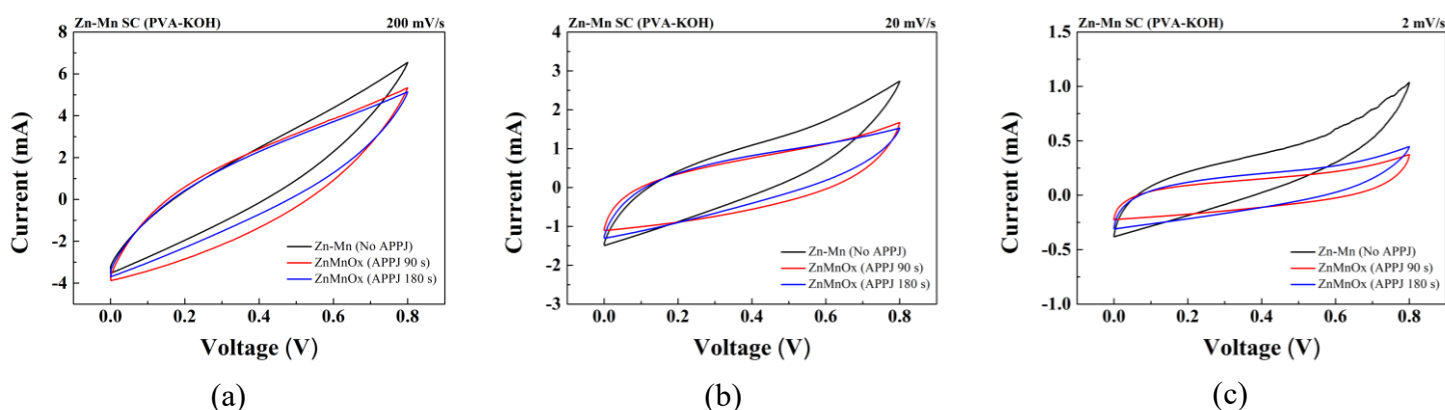 Zn-Mn SC (PVA-KOH) 200 mV/s
8
6
4
2
0
-2
-4
Current (mA)
Zn-Mn (No APPJ)
ZnMnOx (APPJ 90 s)
ZnMnOx (APPJ 180 s)
0.0 0.2 0.4 0.6 0.8
Voltage (V)
(a)
Zn-Mn SC (PVA-KOH) 20 mV/s
4
3
2
1
0
-1
-2
-3
Current (mA)
Zn-Mn (No APPJ)
ZnMnOx (APPJ 90 s)
ZnMnOx (APPJ 180 s)
0.0 0.2 0.4 0.6 0.8
Voltage (V)
(b)
Zn-Mn SC (PVA-KOH) 2 mV/s
1.5
1.0
0.5
0.0
-0.5
-1.0
Current (mA)
Zn-Mn (No APPJ)
ZnMnOx (APPJ 90 s)
ZnMnOx (APPJ 180 s)
0.0 0.2 0.4 0.6 0.8
Voltage (V)
(c)